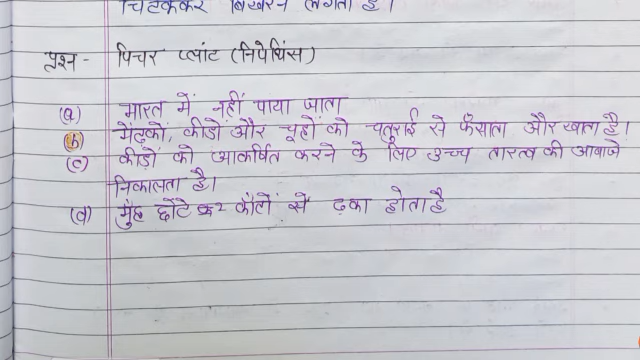 चिटककर बिखरने लगता है।
प्रश्न - पिचर प्लांट (निपेंथिस)
(a) भारत में नहीं पाया जाता
(b) मेंढकों, कीड़ों और चूहों को चतुराई से फँसाता और खाता है।
(c) कीड़ों को आकर्षित करने के लिए उच्च तारत्व की आवाजे
निकालता है।
(d) मुंह छोटे कर काँतों से ढका होता है